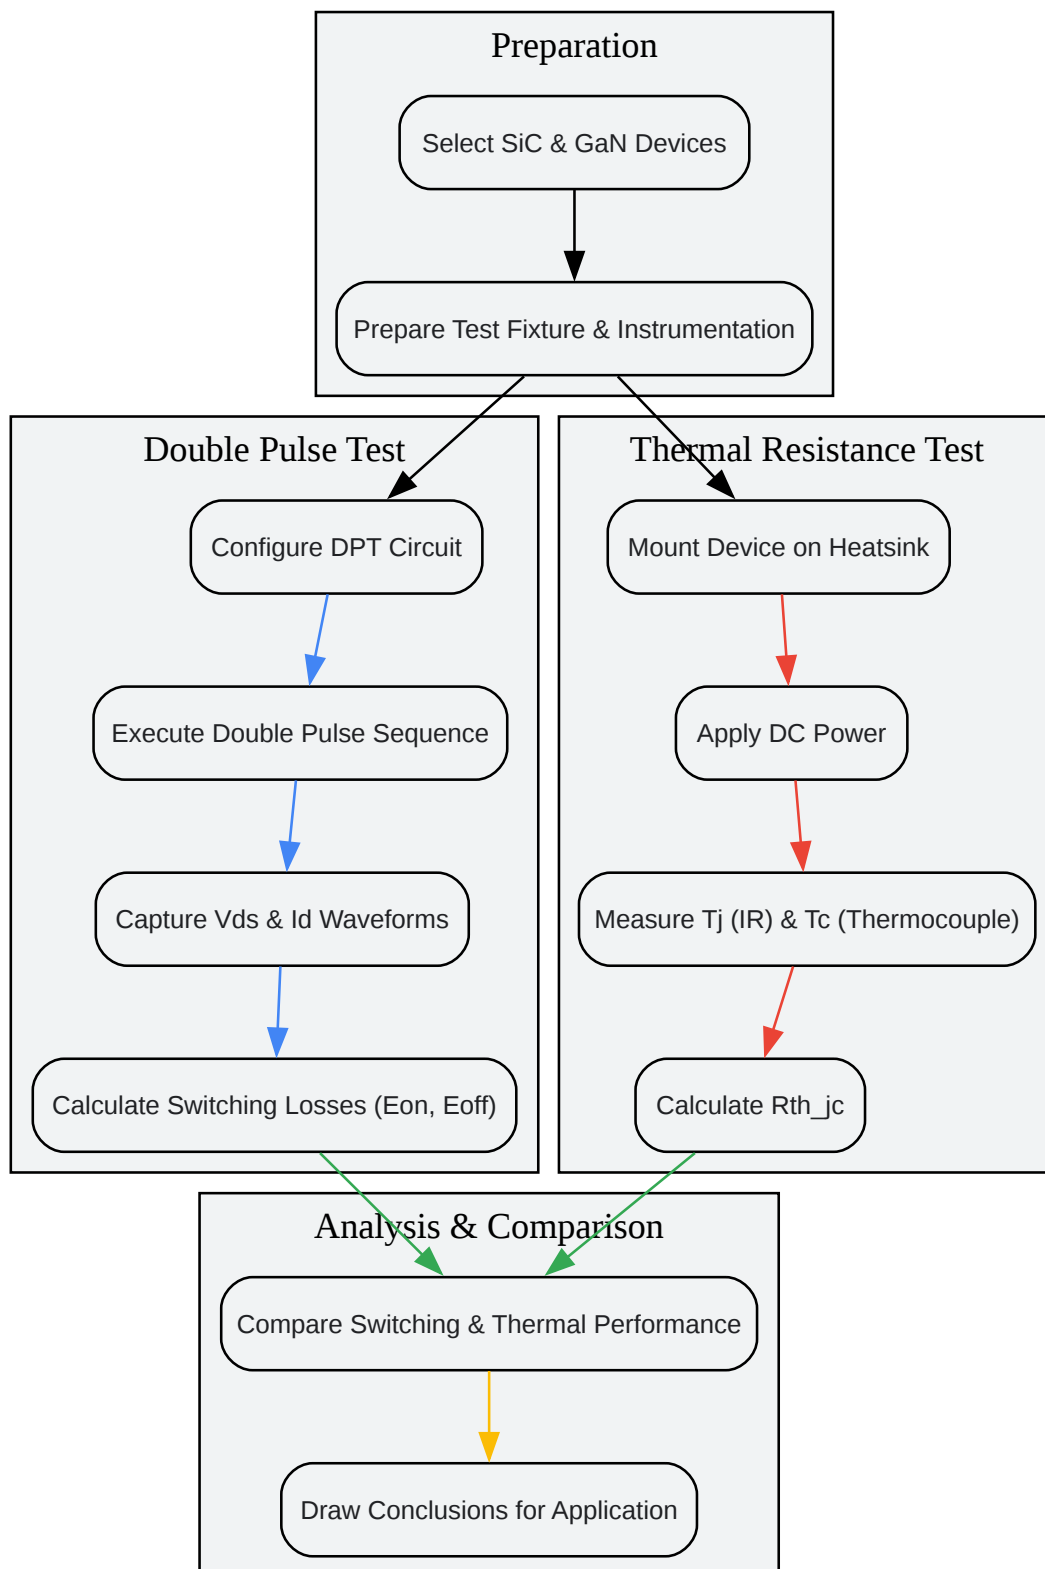 Preparation
Select SiC & GaN Devices
Prepare Test Fixture & Instrumentation
Double Pulse Test
Configure DPT Circuit
Execute Double Pulse Sequence
Capture Vds & Id Waveforms
Calculate Switching Losses (Eon, Eoff)
Thermal Resistance Test
Mount Device on Heatsink
Apply DC Power
Measure Tj (IR) & Tc (Thermocouple)
Calculate Rth_jc
Analysis & Comparison
Compare Switching & Thermal Performance
Draw Conclusions for Application